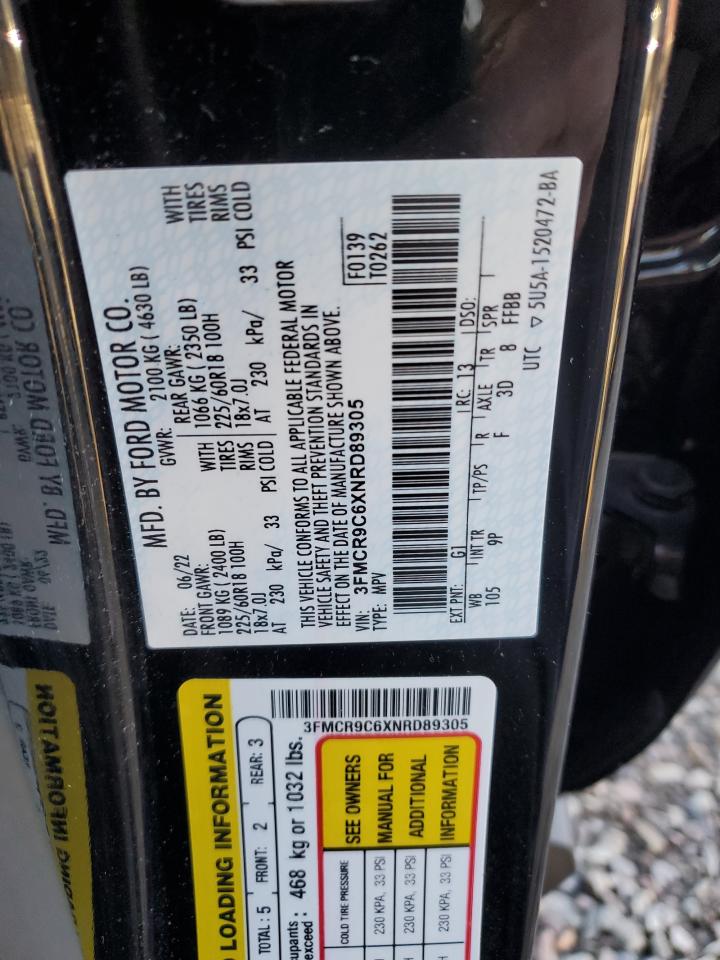 MFD. BY FORD MOTOR CO.
DATE: 06/22 GVWR: 2100 KG ( 4630 LB)
FRONT GAWR: REAR GAWR:
1089 KG ( 2400 LB) WITH 1066 KG ( 2350 LB) WITH
225/60R18 100H TIRES 225/60R18 100H TIRES
18x7.0J RIMS 18x7.0J RIMS
AT 230 kPa/ 33 PSI COLD AT 230 kPa/ 33 PSI COLD
THIS VEHICLE CONFORMS TO ALL APPLICABLE FEDERAL MOTOR
VEHICLE SAFETY AND THEFT PREVENTION STANDARDS IN
EFFECT ON THE DATE OF MANUFACTURE SHOWN ABOVE.
VIN: 3FMCR9C6XNRD89305
TYPE: MPV
F0139
T0262
EXT PNT: G1 RC: 13 DSO:
WB INT TR TP/PS R AXLE TR SPR
105 9P F 3D 8 FFBB
UTC ▽ 5U5A-1520472-BA
LOADING INFORMATION
TOTAL : 5 FRONT: 2 REAR: 3
468 kg or 1032 lbs.
3FMCR9C6XNRD89305
COLD TIRE PRESSURE
230 KPA, 33 PSI
230 KPA, 33 PSI
230 KPA, 33 PSI
SEE OWNERS
MANUAL FOR
ADDITIONAL
INFORMATION